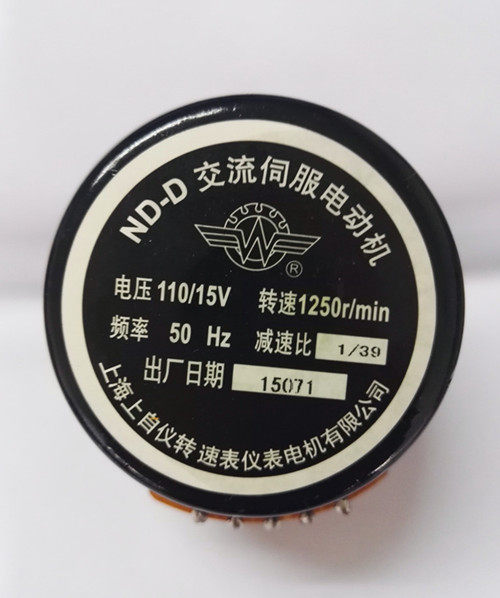 ND-D 交流伺服电动机
W
®
电压 110/15V 转速1250r/min
频率 50 Hz 减速比 1/39
出厂日期 15071
上海上自仪转速表仪表电机有限公司